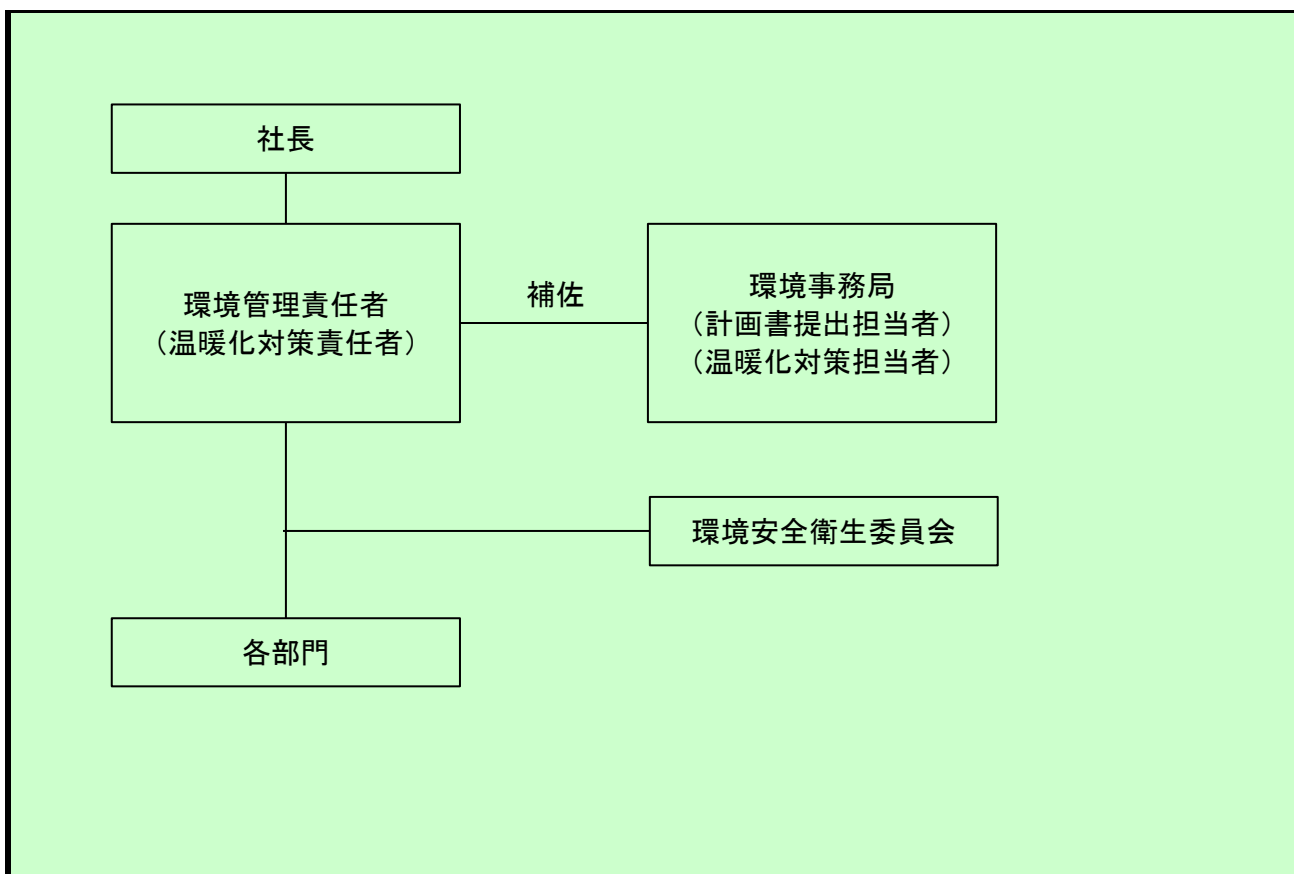 社長
環境管理責任者
（温暖化対策責任者）
補佐
環境事務局
（計画書提出担当者）
（温暖化対策担当者）
環境安全衛生委員会
各部門